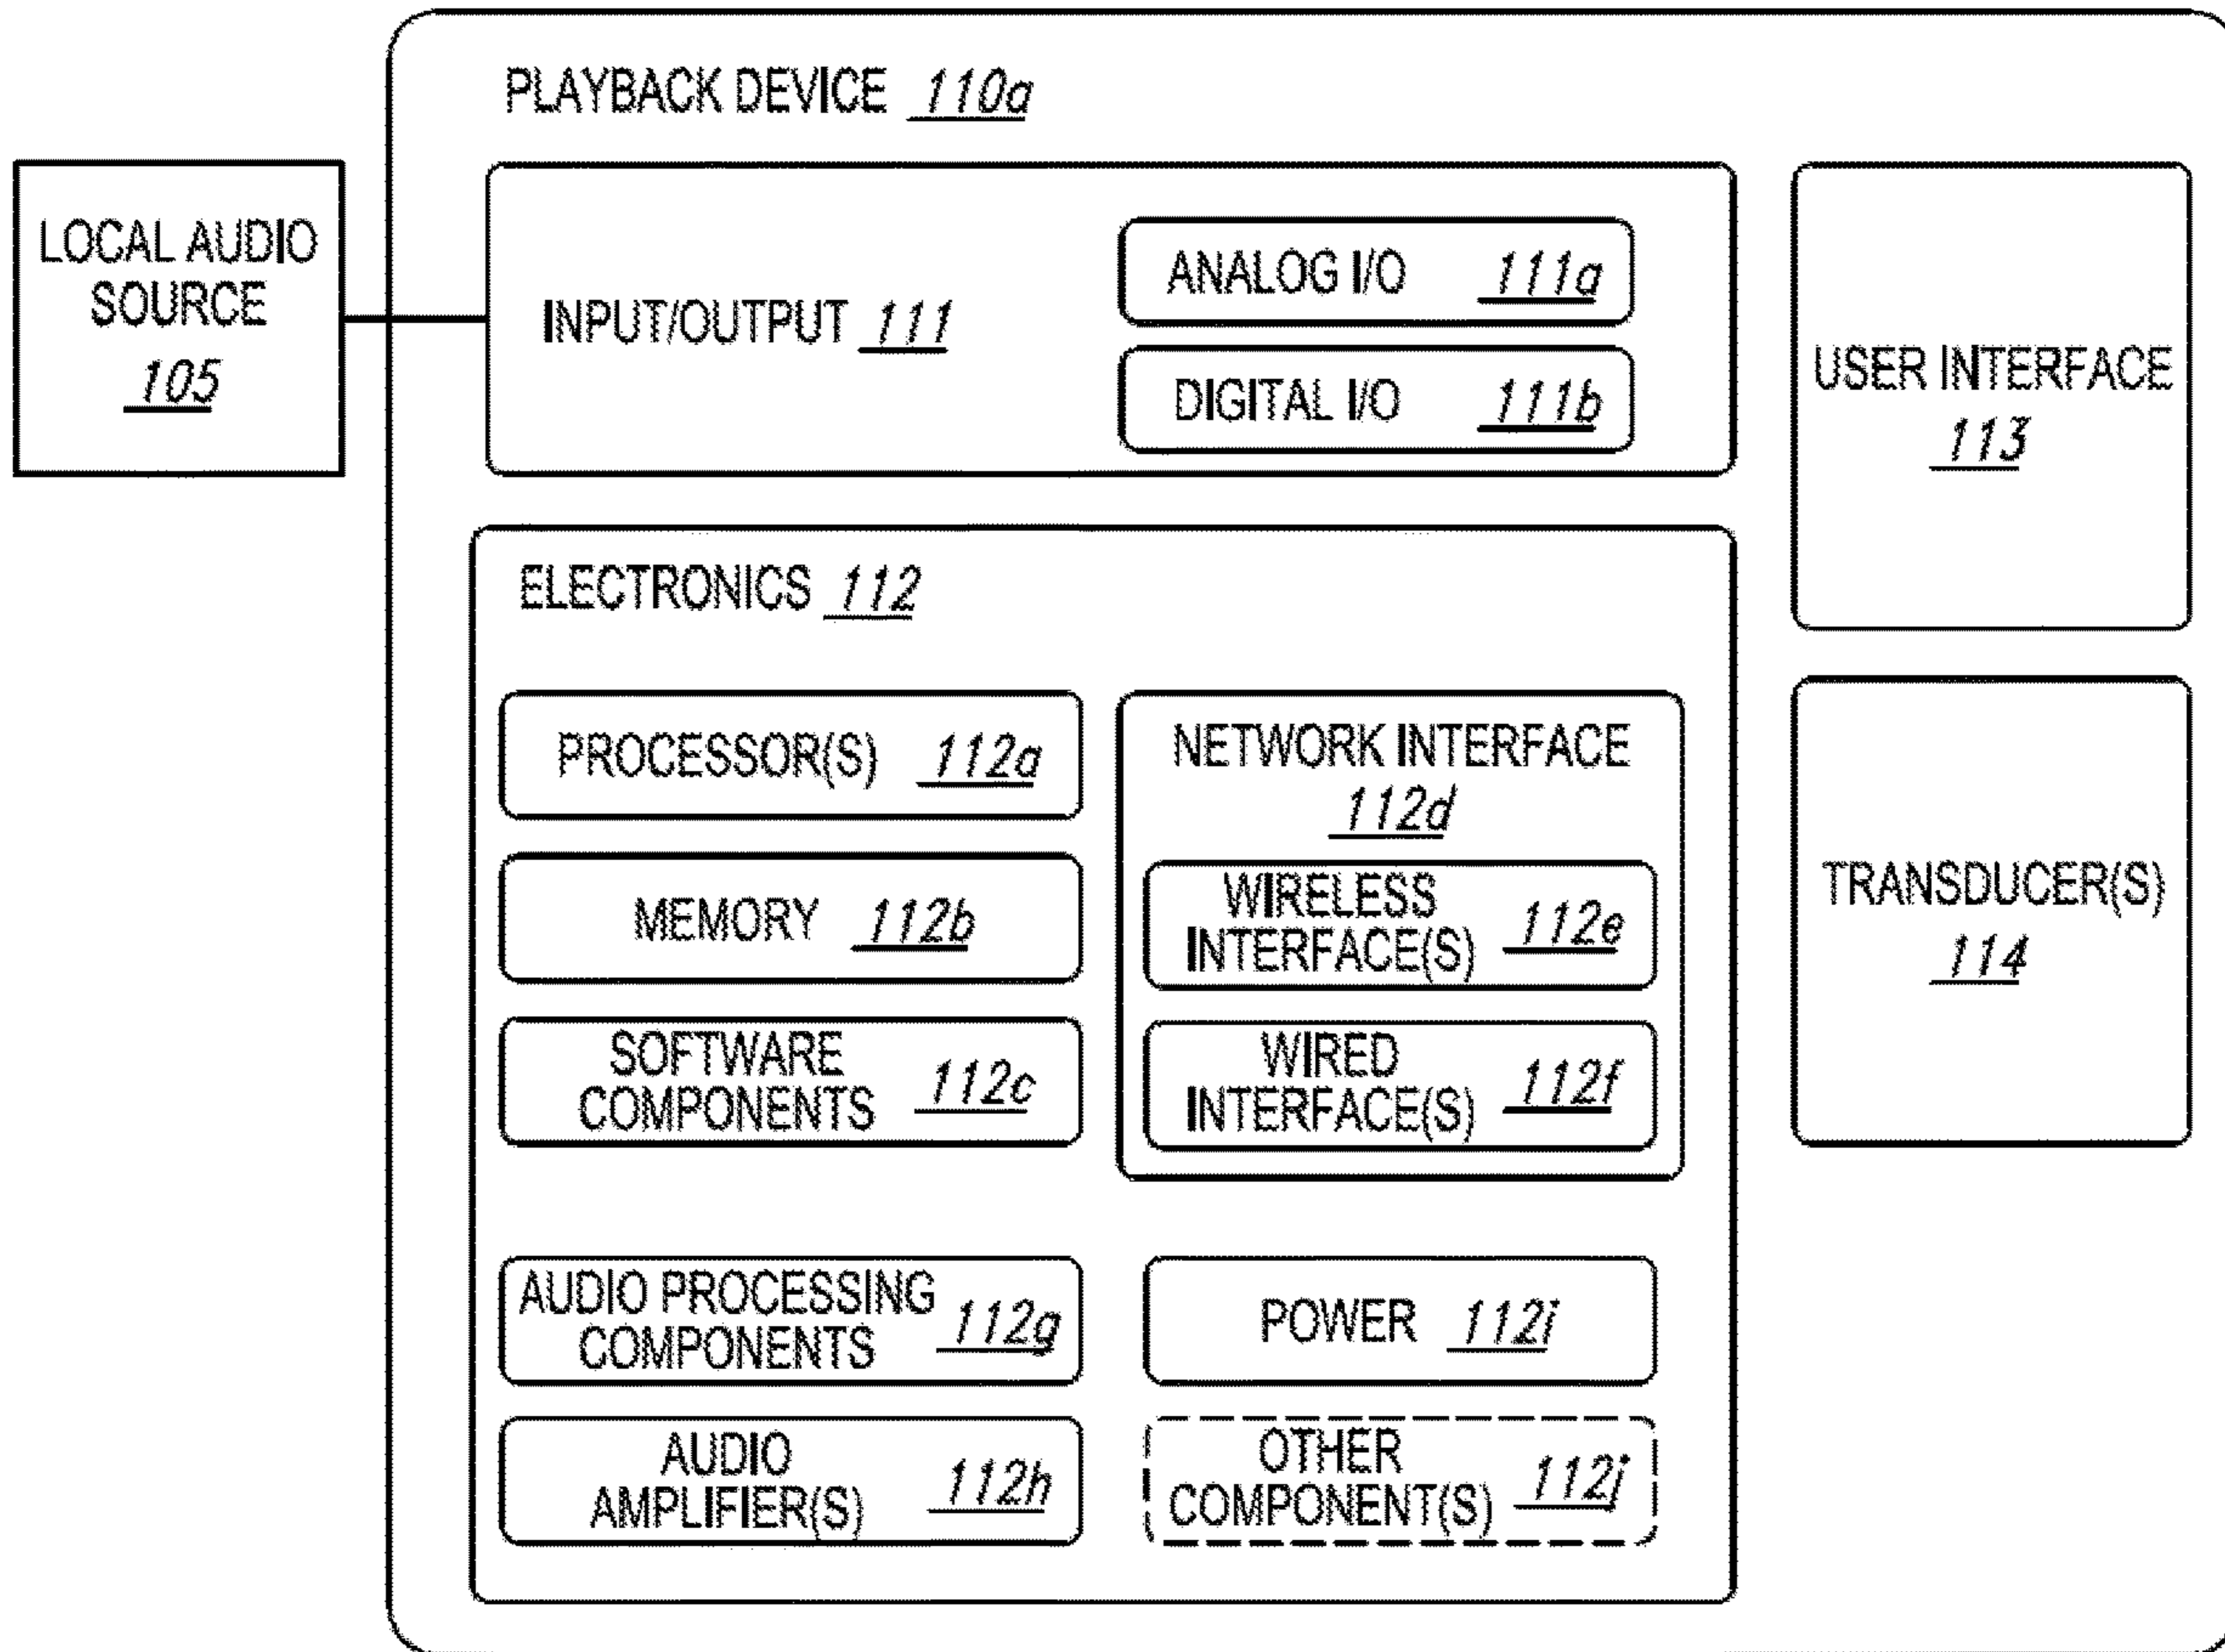 PLAYBACK DEVICE 110a
LOCAL AUDIO
SOURCE
105
INPUT/OUTPUT 111
ANALOG I/O 111a
DIGITAL I/O 111b
USER INTERFACE
113
ELECTRONICS 112
PROCESSOR(S) 112a
MEMORY 112b
SOFTWARE
COMPONENTS 112c
NETWORK INTERFACE
112d
WIRELESS
INTERFACE(S) 112e
WIRED
INTERFACE(S) 112f
TRANSDUCER(S)
114
AUDIO PROCESSING
COMPONENTS 112g
POWER 112i
AUDIO
AMPLIFIER(S) 112h
OTHER
COMPONENT(S) 112j